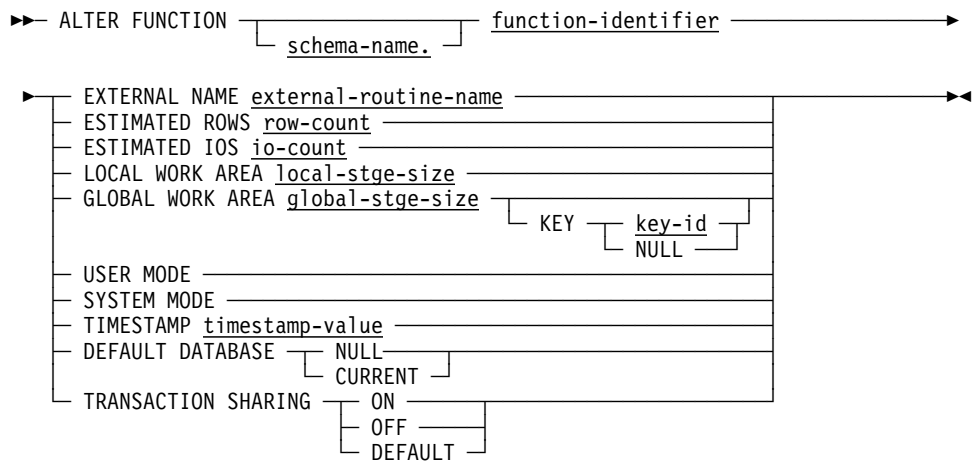 ALTER FUNCTION function-identifier
schema-name.
EXTERNAL NAME external-routine-name
ESTIMATED ROWS row-count
ESTIMATED IOS io-count
LOCAL WORK AREA local-stge-size
GLOBAL WORK AREA global-stge-size
KEY key-id
NULL
USER MODE
SYSTEM MODE
TIMESTAMP timestamp-value
DEFAULT DATABASE NULL
CURRENT
TRANSACTION SHARING ON
OFF
DEFAULT